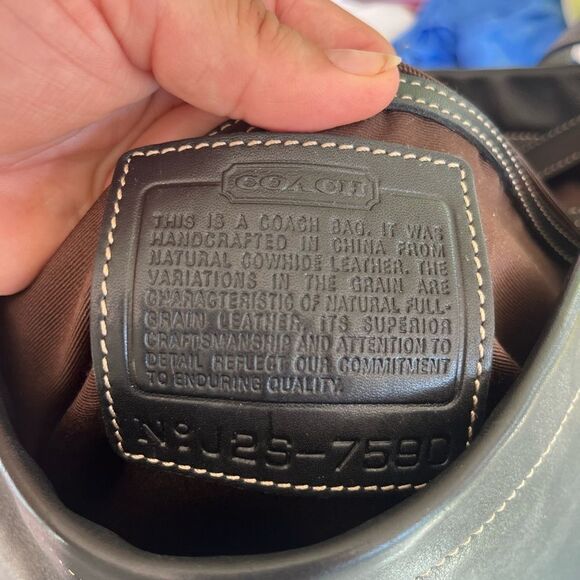 COACH
THIS IS A COACH BAG. IT WAS
HANDCRAFTED IN CHINA FROM
NATURAL COWHIDE LEATHER. THE
VARIATIONS IN THE GRAIN ARE
CHARACTERISTIC OF NATURAL FULL-
GRAIN LEATHER. ITS SUPERIOR
CRAFTSMANSHIP AND ATTENTION TO
DETAIL REFLECT OUR COMMITMENT
TO ENDURING QUALITY.
No J2S-7590